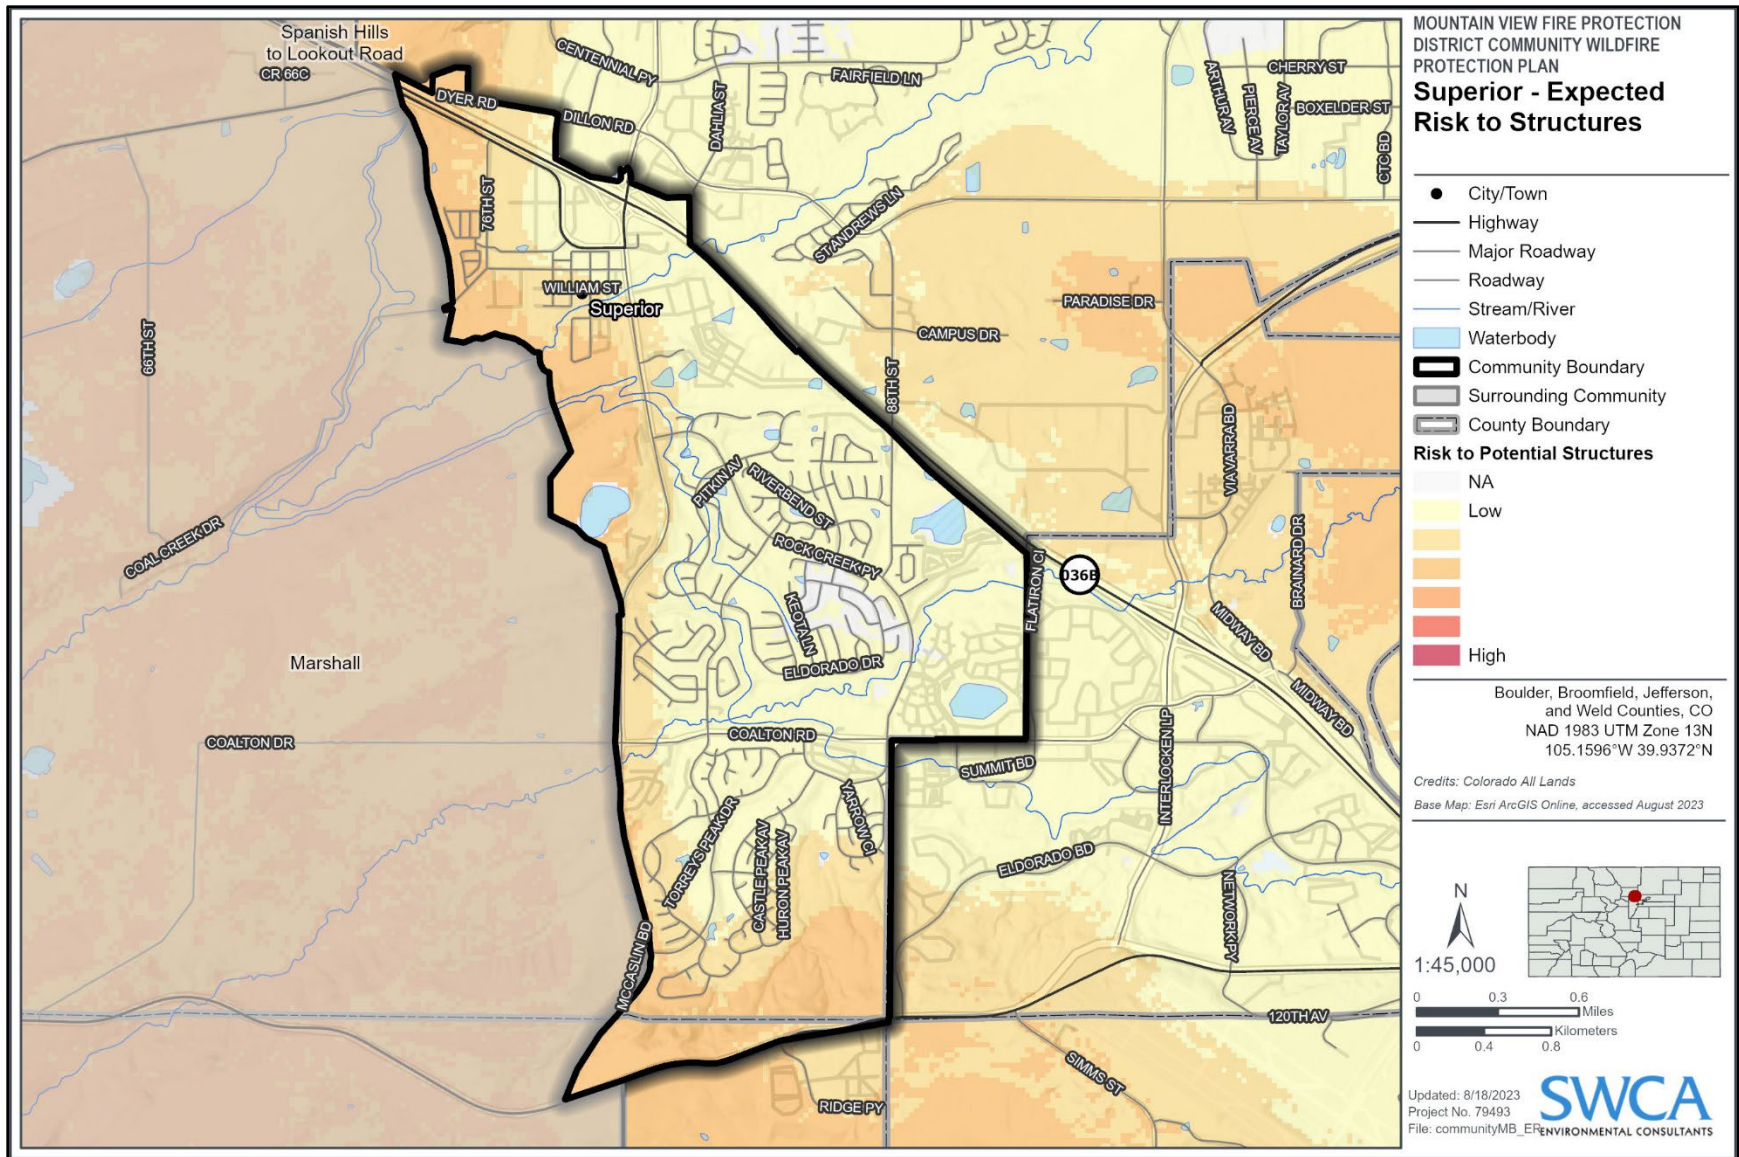 Spanish Hills
to Lookout Road
CR 66C
CENTENNIAL PY
FAIRFIELD LN
CHERRY ST
DYER RD
DILLON RD
DAHLIA ST
ARTHUR AV
PIERCE AV
TAYLOR AV
BOXELDER ST
CTC BD
76TH ST
ST ANDREWS LN
WILLIAM ST
Superior
PARADISE DR
66TH ST
CAMPUS DR
88TH ST
VIA VARRA BD
PITKIN AV
RIVERBEND ST
COAL CREEK DR
ROCK CREEK PY
FLATIRON CI
036B
BRAINARD DR
KEOTA LN
MIDWAY BD
Marshall
ELDORADO DR
MIDWAY BD
COALTON DR
COALTON RD
SUMMIT BD
INTERLOCKEN LP
TORREYS PEAK DR
CASTLE PEAK AV
HURON PEAK AV
YARROW CI
ELDORADO BD
NETWORK PY
MCCASLIN BD
120TH AV
SIMMS ST
RIDGE PY
MOUNTAIN VIEW FIRE PROTECTION
DISTRICT COMMUNITY WILDFIRE
PROTECTION PLAN
Superior - Expected
Risk to Structures
City/Town
Highway
Major Roadway
Roadway
Stream/River
Waterbody
Community Boundary
Surrounding Community
County Boundary
Risk to Potential Structures
NA
Low
High
Boulder, Broomfield, Jefferson,
and Weld Counties, CO
NAD 1983 UTM Zone 13N
105.1596°W 39.9372°N
Credits: Colorado All Lands
Base Map: Esri ArcGIS Online, accessed August 2023
N
1:45,000
0 0.3 0.6
Miles
Kilometers
0 0.4 0.8
Updated: 8/18/2023
Project No. 79493
File: communityMB_ER
SWCA
ENVIRONMENTAL CONSULTANTS